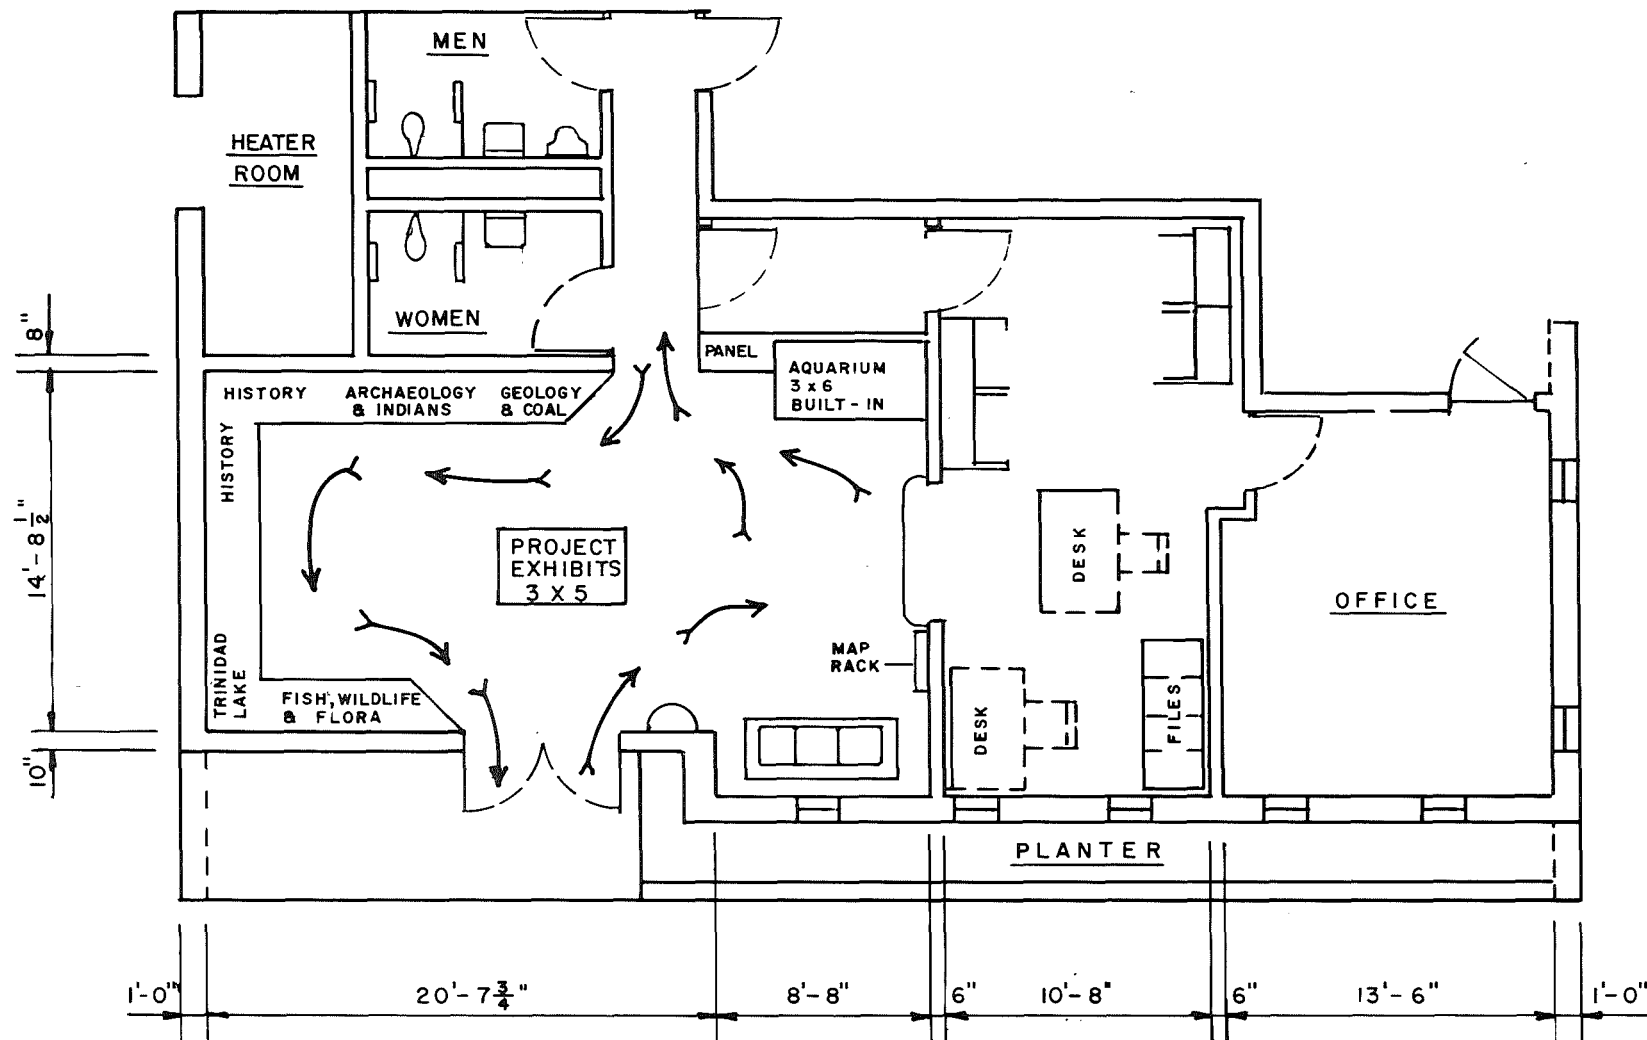 MEN
HEATER
ROOM
WOMEN
PANEL
AQUARIUM
3 x 6
BUILT - IN
HISTORY
ARCHAEOLOGY
& INDIANS
GEOLOGY
& COAL
HISTORY
TRINIDAD
LAKE
FISH, WILDLIFE
& FLORA
PROJECT
EXHIBITS
3 X 5
MAP
RACK
DESK
DESK
FILES
OFFICE
PLANTER
8"
14'-8 1/2"
10"
1'-0"
20'-7 3/4"
8'-8"
6"
10'-8"
6"
13'-6"
1'-0"